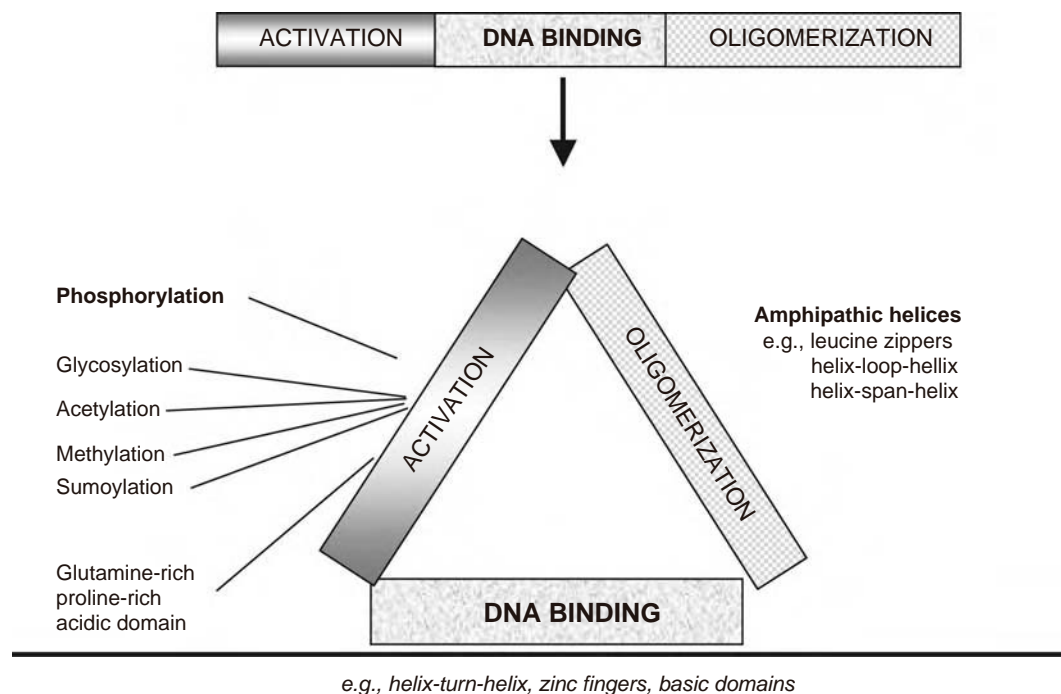 ACTIVATION DNA BINDING OLIGOMERIZATION
Phosphorylation
Glycosylation
Acetylation
Methylation
Sumoylation
Glutamine-rich
proline-rich
acidic domain
ACTIVATION
OLIGOMERIZATION
Amphipathic helices
e.g., leucine zippers
helix-loop-hellix
helix-span-helix
DNA BINDING
e.g., helix-turn-helix, zinc fingers, basic domains